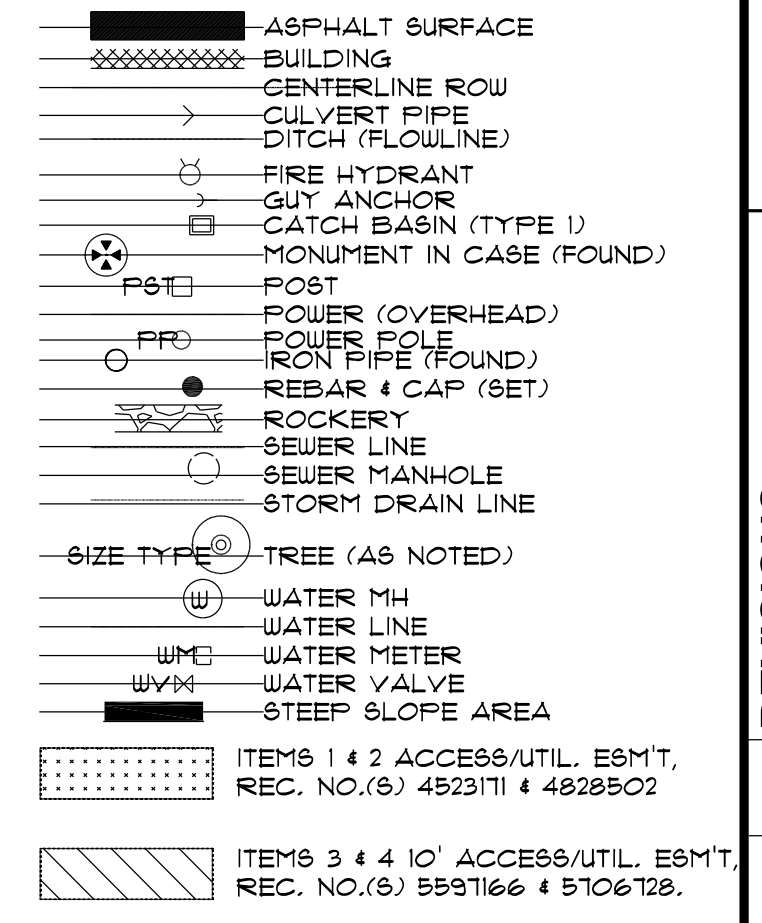 ASPHALT SURFACE
BUILDING
CENTERLINE ROW
CULVERT PIPE
DITCH (FLOWLINE)
FIRE HYDRANT
GUY ANCHOR
CATCH BASIN (TYPE 1)
MONUMENT IN CASE (FOUND)
PST POST
POWER (OVERHEAD)
PP POWER POLE
IRON PIPE (FOUND)
REBAR & CAP (SET)
ROCKERY
SEWER LINE
SEWER MANHOLE
STORM DRAIN LINE
SIZE TYPE TREE (AS NOTED)
W WATER MH
WATER LINE
WM WATER METER
WV WATER VALVE
STEEP SLOPE AREA
ITEMS 1 & 2 ACCESS/UTIL. ESM'T,
REC. NO.(S) 4523171 & 4828502
ITEMS 3 & 4 10' ACCESS/UTIL. ESM'T,
REC. NO.(S) 5597166 & 5706728.